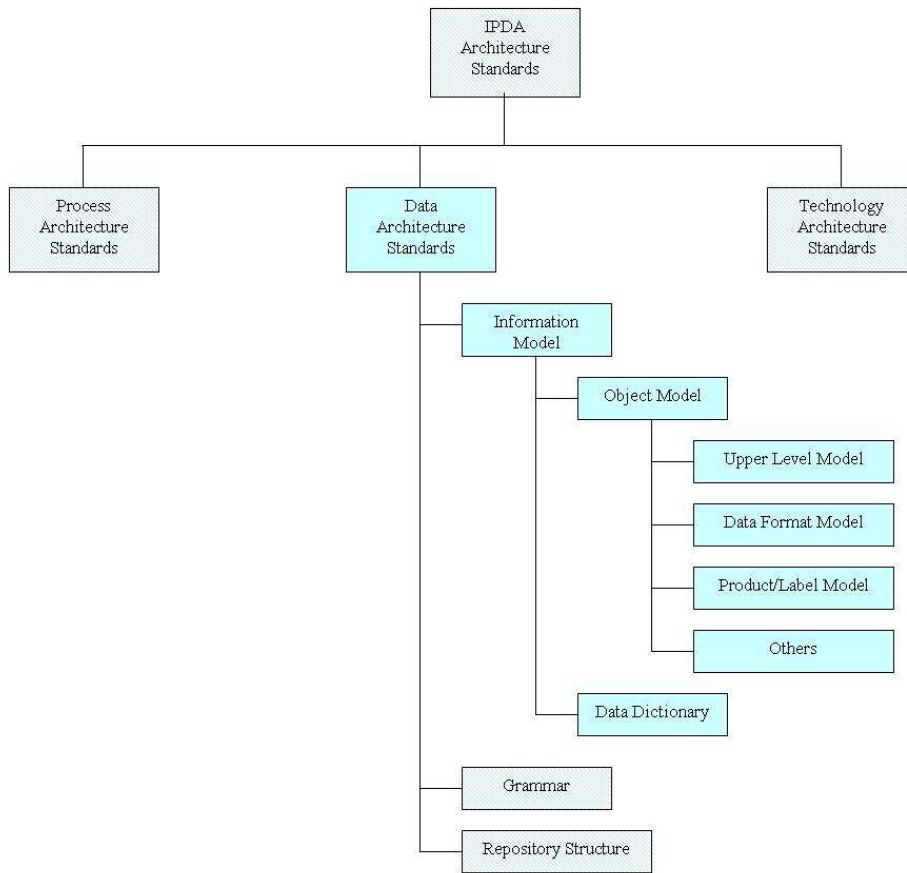 IPDA
Architecture
Standards
Process
Architecture
Standards
Data
Architecture
Standards
Technology
Architecture
Standards
Information
Model
Object Model
Upper Level Model
Data Format Model
Product/Label Model
Others
Data Dictionary
Grammar
Repository Structure